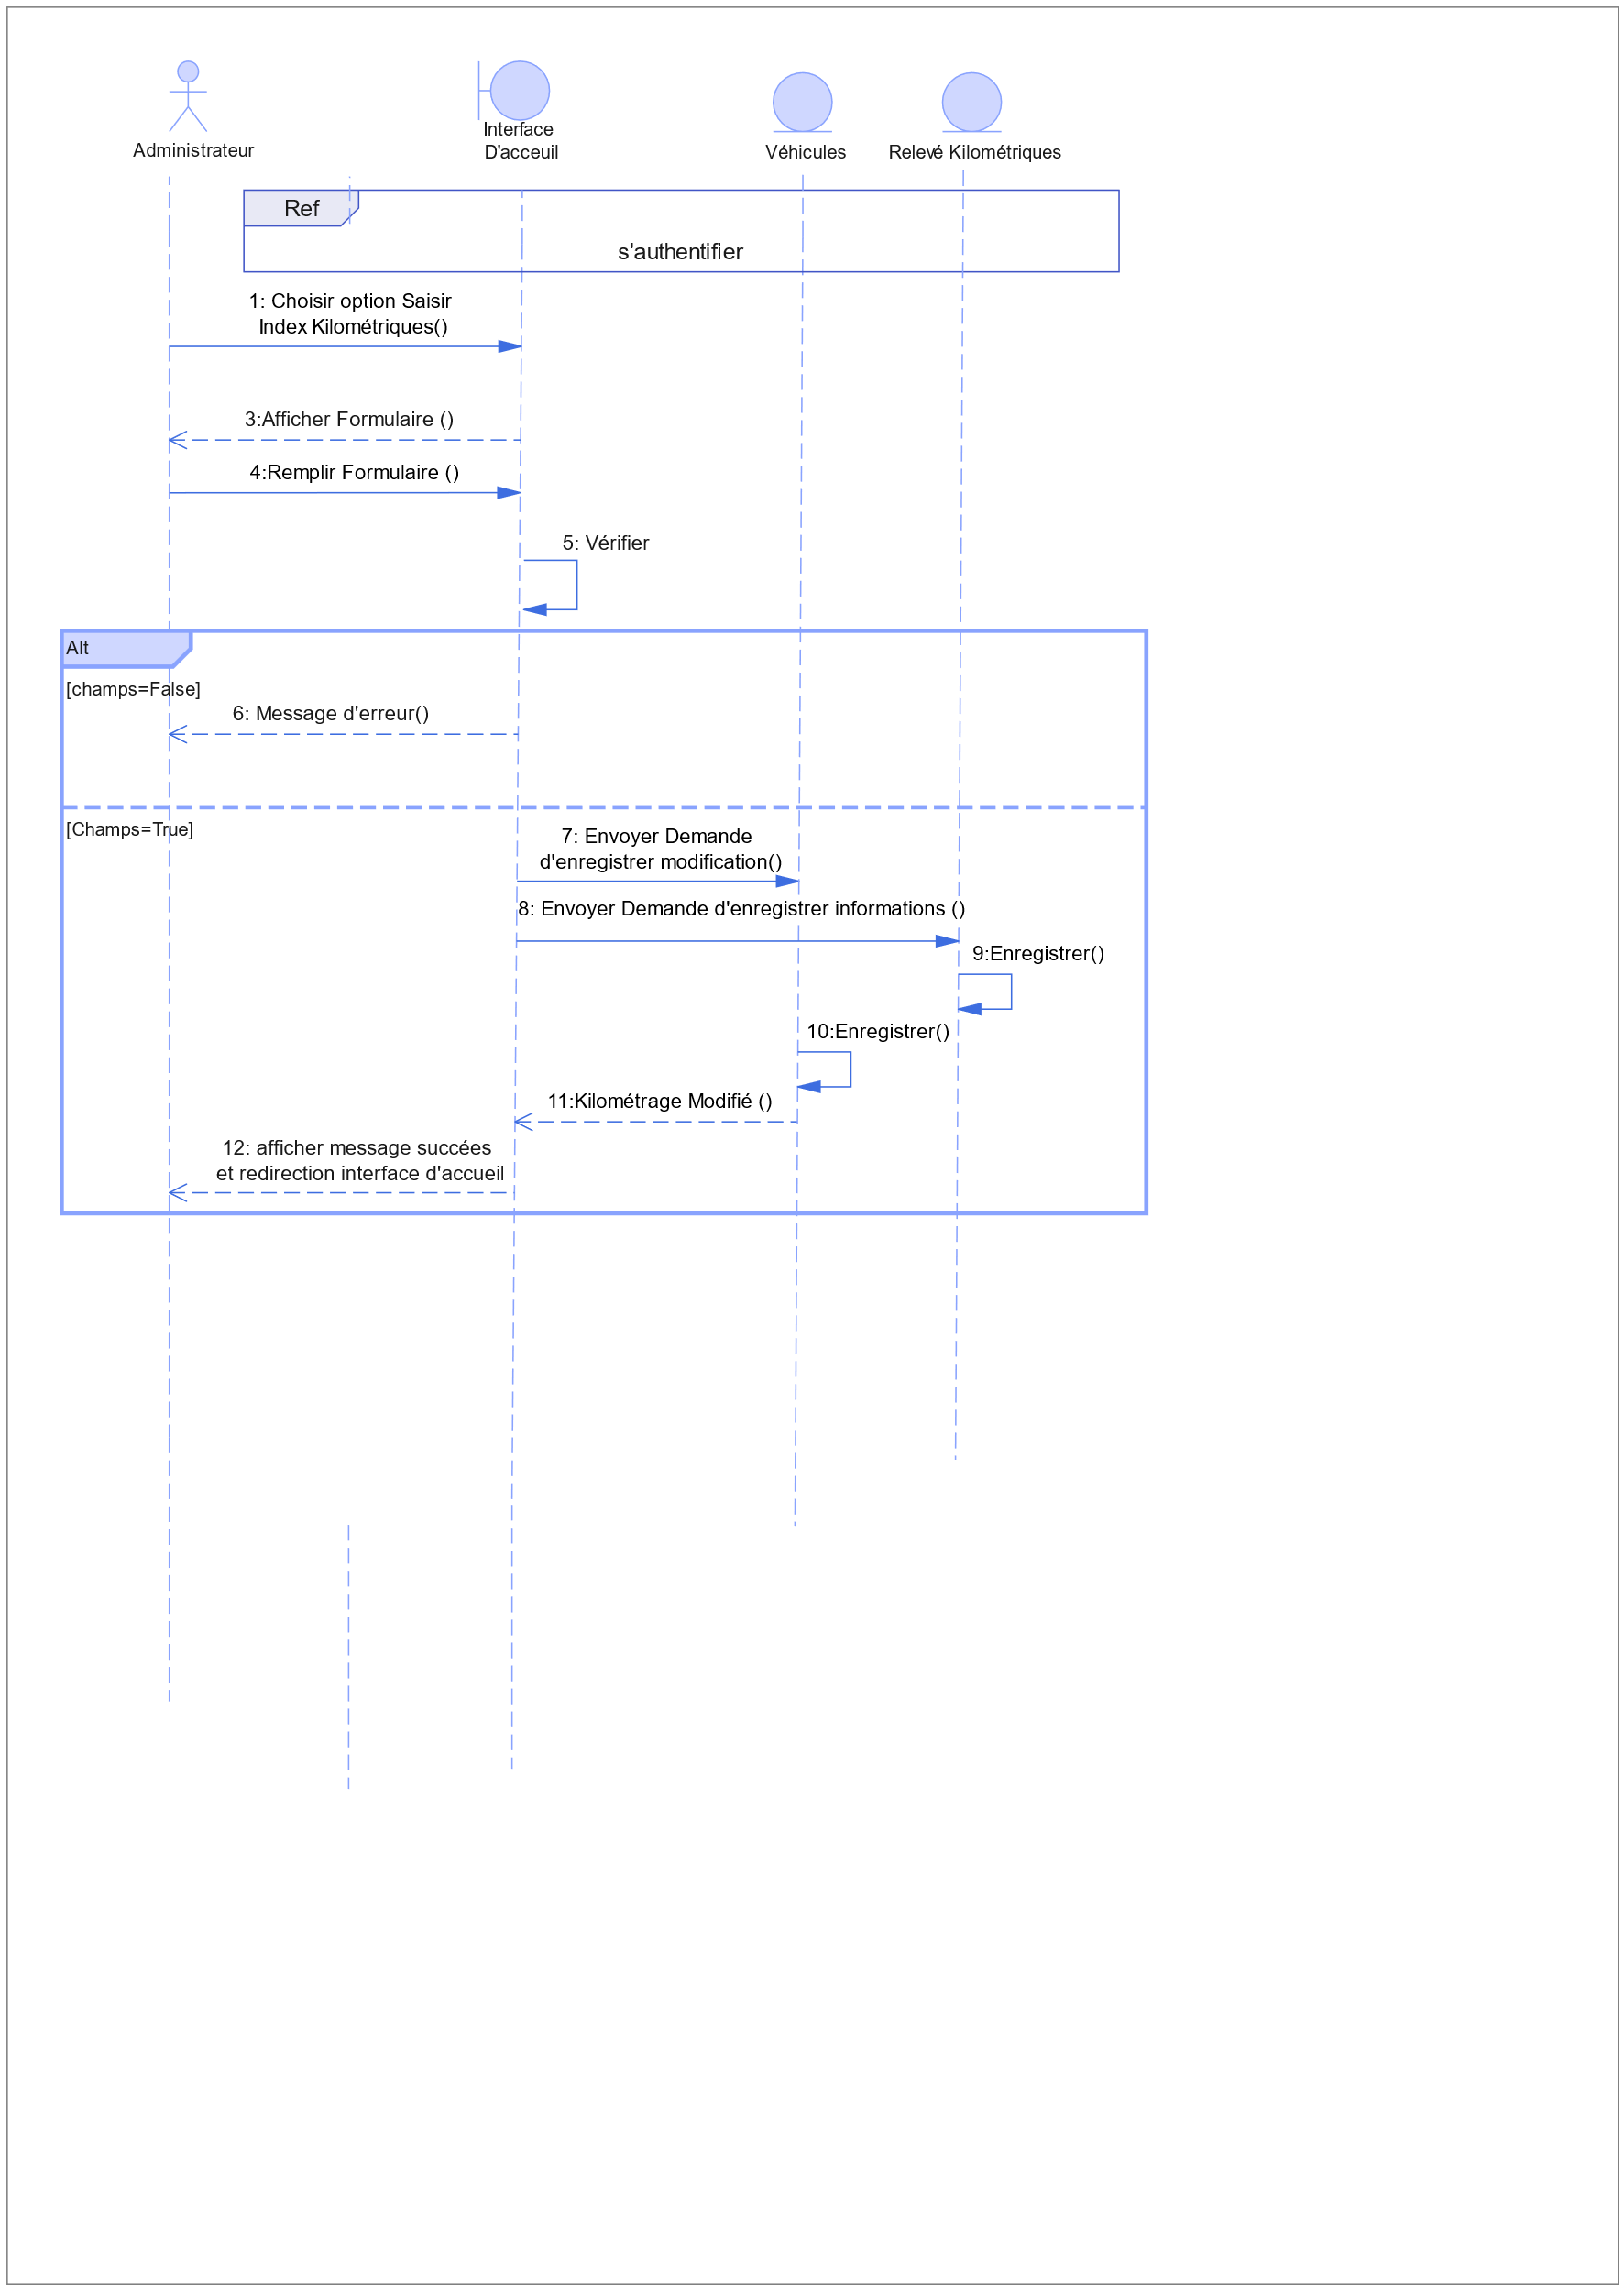 Administrateur
Interface
D'acceuil
Véhicules
Relevé Kilométriques
Ref
s'authentifier
1: Choisir option Saisir
Index Kilométriques()
3:Afficher Formulaire ()
4:Remplir Formulaire ()
5: Vérifier
Alt
[champs=False]
6: Message d'erreur()
[Champs=True]
7: Envoyer Demande
d'enregistrer modification()
8: Envoyer Demande d'enregistrer informations ()
9:Enregistrer()
10:Enregistrer()
11:Kilométrage Modifié ()
12: afficher message succées
et redirection interface d'accueil